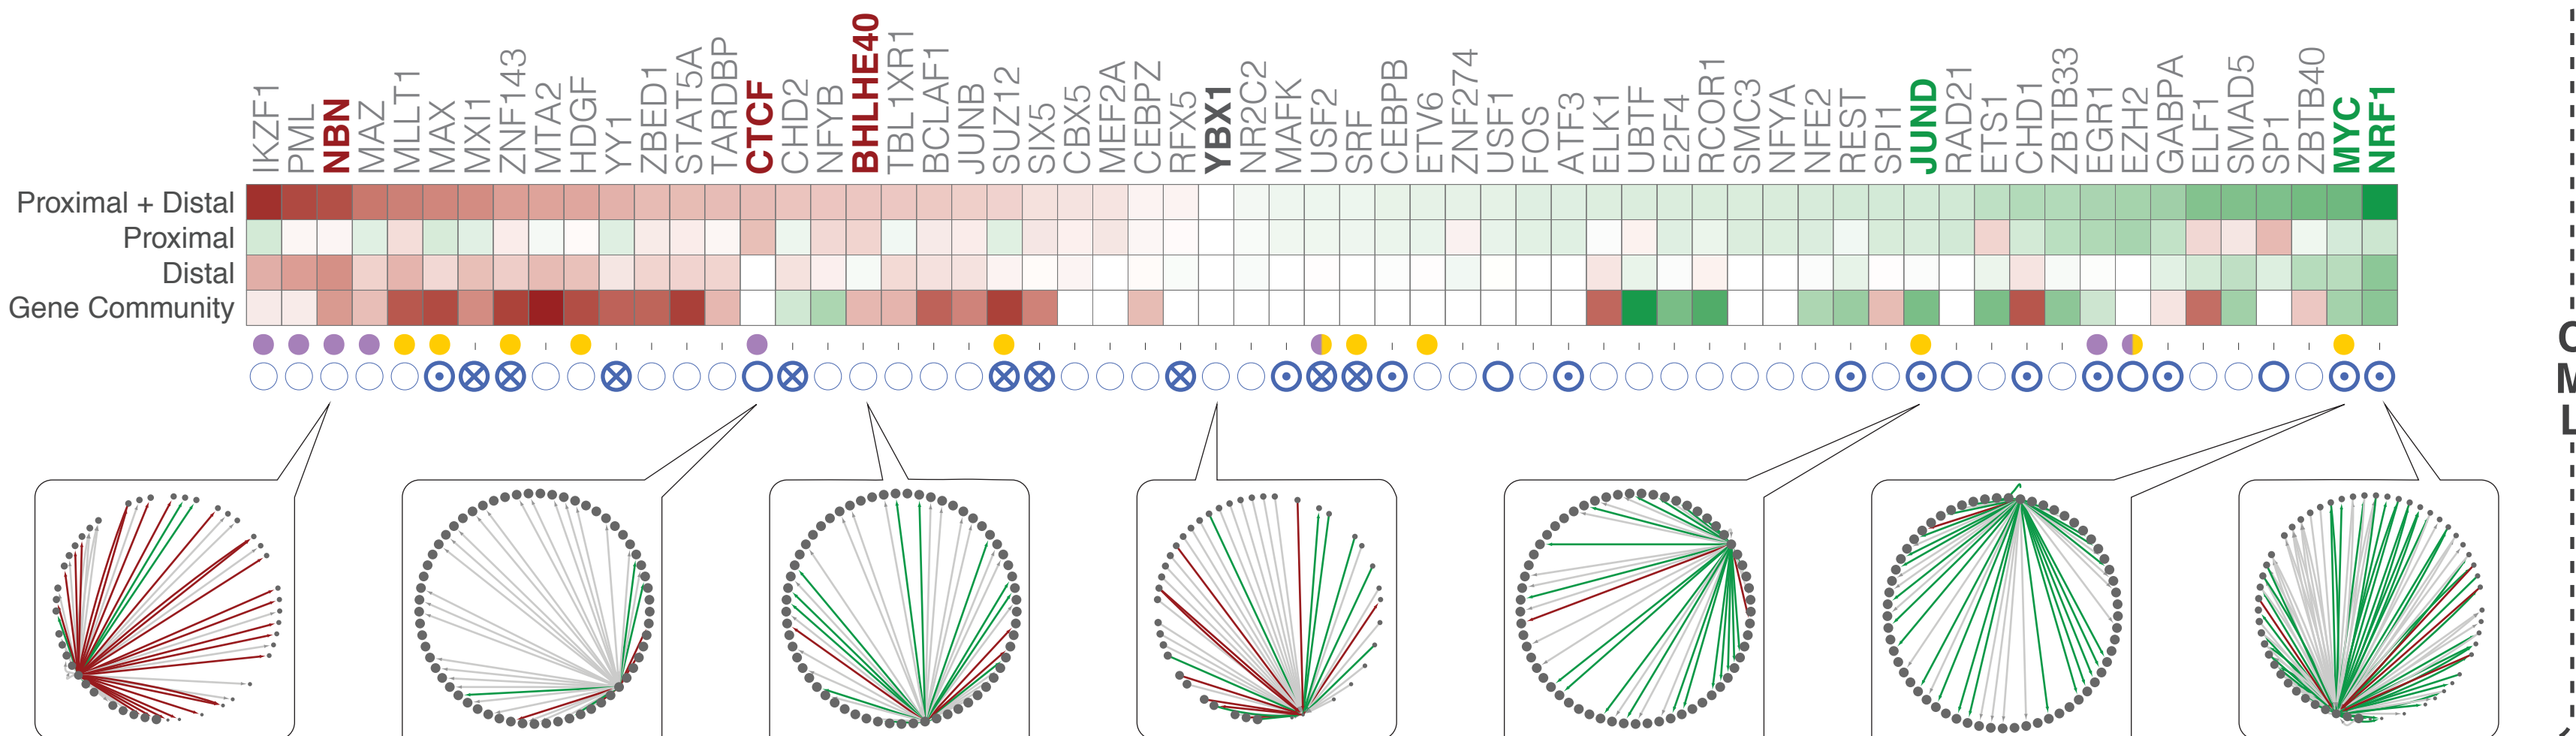 IKZF1
PML
NBN
MAZ
MLLT1
MAX
MXI1
ZNF143
MTA2
HDGF
YY1
ZBED1
STAT5A
TARDBP
CTCF
CHD2
NFYB
BHLHE40
TBL1XR1
BCLAF1
JUNB
SUZ12
SIX5
CBX5
MEF2A
CEBPZ
RFX5
YBX1
NR2C2
MAFK
USF2
SRF
CEBPB
ETV6
ZNF274
USF1
FOS
ATF3
ELK1
UBTF
E2F4
RCOR1
SMC3
NFYA
NFE2
REST
SPI1
JUND
RAD21
ETS1
CHD1
ZBTB33
EGR1
EZH2
GABPA
ELF1
SMAD5
SP1
ZBTB40
MYC
NRF1
Proximal + Distal
Proximal
Distal
Gene Community